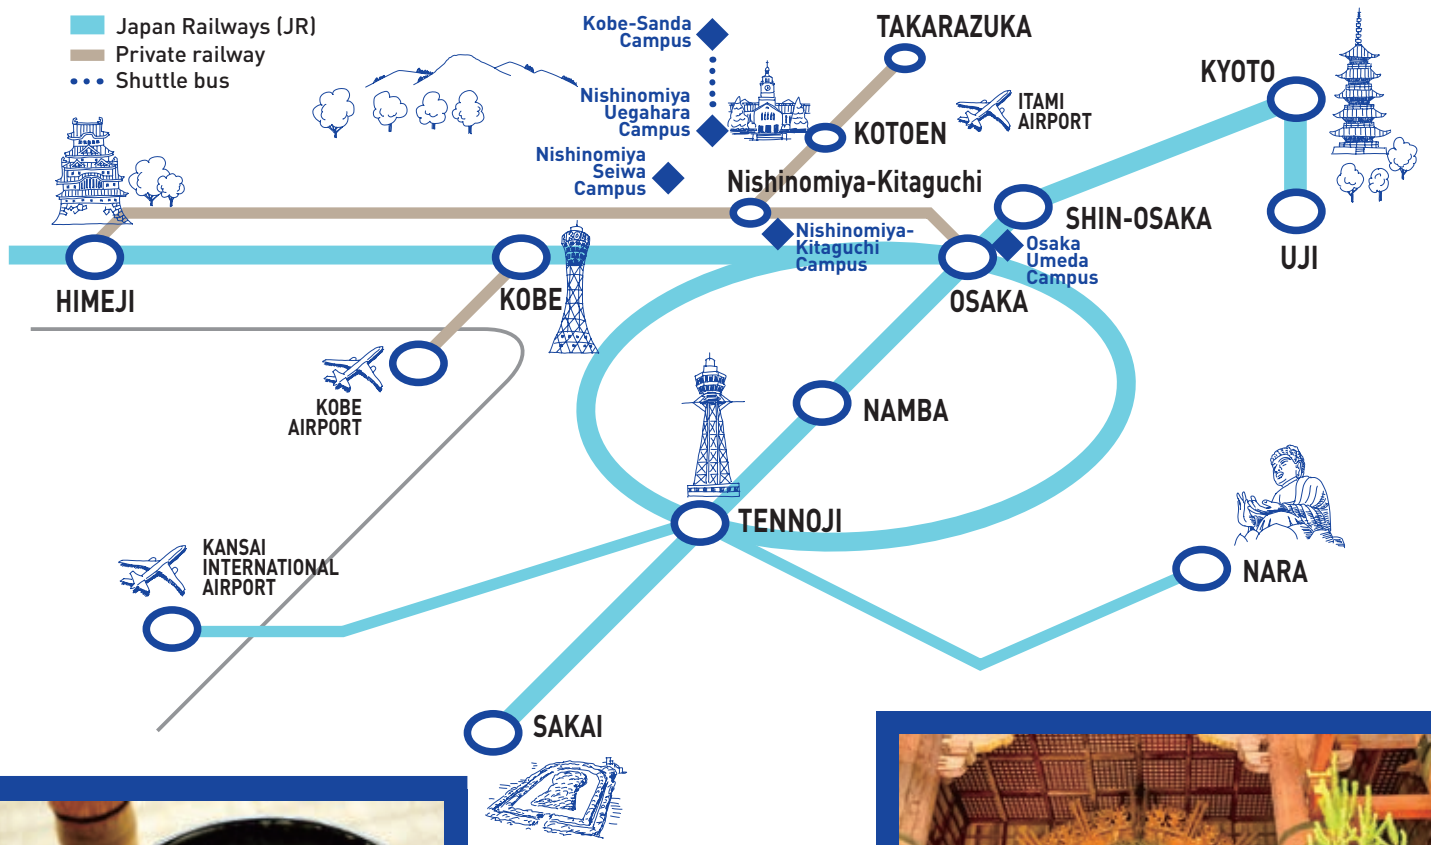 Japan Railways (JR)
Private railway
Shuttle bus
Kobe-Sanda
Campus
TAKARAZUKA
KYOTO
Nishinomiya
Uegahara
Campus
ITAMI
AIRPORT
KOTOEN
Nishinomiya
Seiwa
Campus
Nishinomiya-Kitaguchi
SHIN-OSAKA
Nishinomiya-
Kitaguchi
Campus
Osaka
Umeda
Campus
UJI
HIMEJI
KOBE
OSAKA
KOBE
AIRPORT
NAMBA
TENNOJI
KANSAI
INTERNATIONAL
AIRPORT
NARA
SAKAI